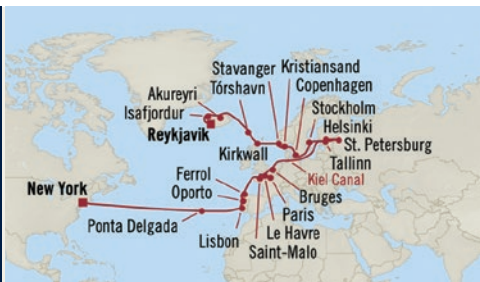 Stavanger Kristiansand
Tórshavn Copenhagen
Akureyri
Stockholm
Isafjordur
Helsinki
Reykjavik
St. Petersburg
Kirkwall
Tallinn
Kiel Canal
Ferrol
New York
Oporto
Bruges
Paris
Ponta Delgada
Le Havre
Lisbon
Saint-Malo